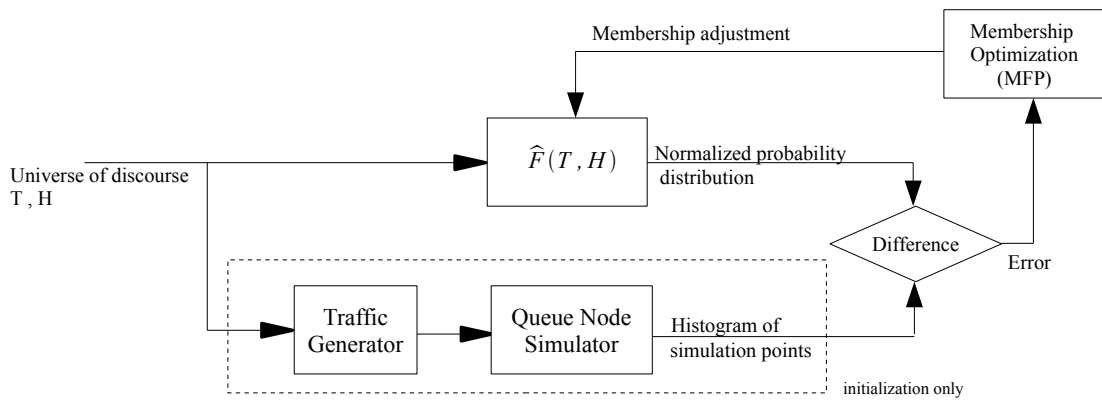 Membership adjustment
Membership
Optimization
(MFP)
Universe of discourse
T , H
F̂(T , H)
Normalized probability
distribution
Difference
Error
Traffic
Generator
Queue Node
Simulator
Histogram of
simulation points
initialization only